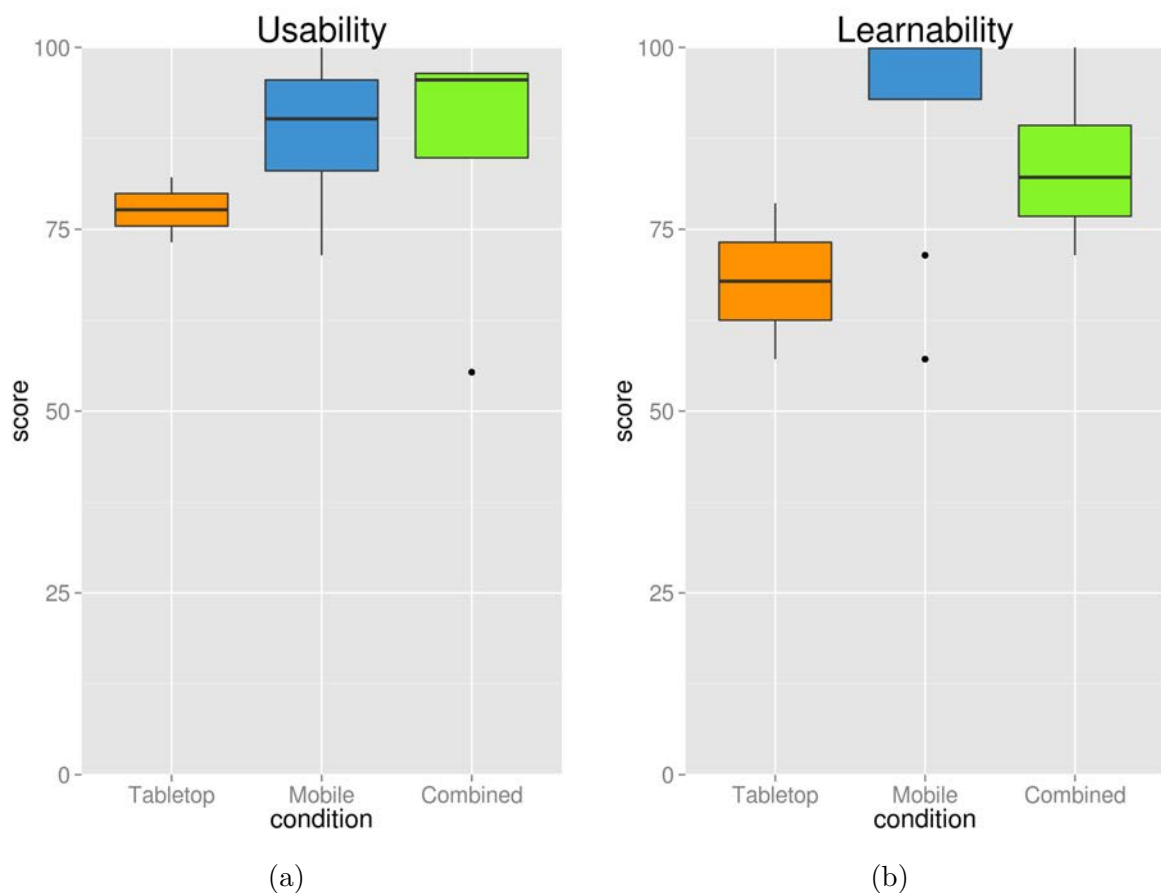 Usability
100
75
50
25
0
score
Tabletop Mobile Combined
condition
(a)
Learnability
100
75
50
25
0
score
Tabletop Mobile Combined
condition
(b)